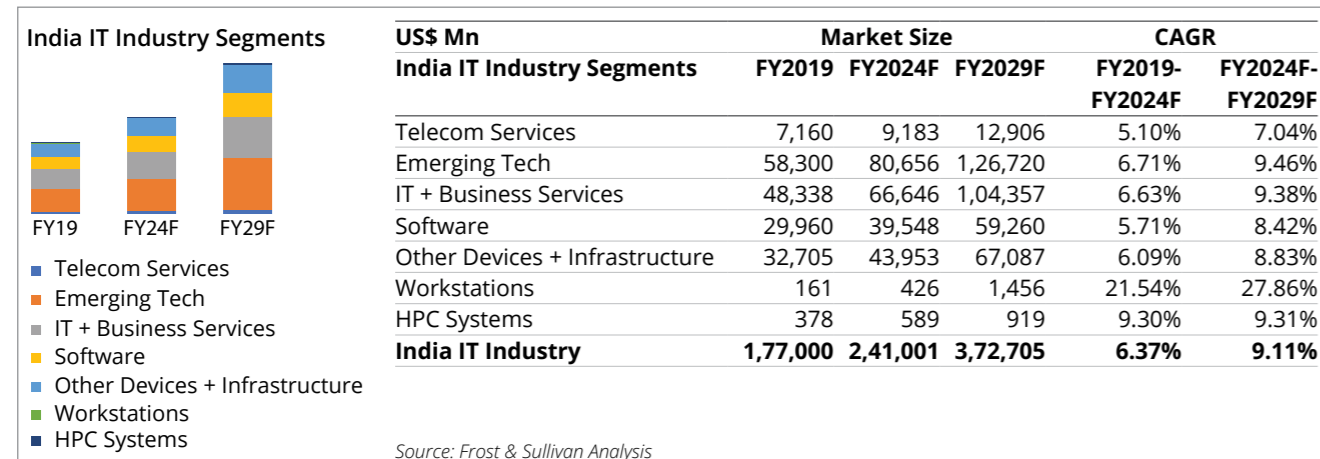 India IT Industry Segments
FY19 FY24F FY29F
Telecom Services
Emerging Tech
IT + Business Services
Software
Other Devices + Infrastructure
Workstations
HPC Systems
US$ Mn Market Size CAGR
India IT Industry Segments FY2019 FY2024F FY2029F FY2019- FY2024F-
FY2024F FY2029F
Telecom Services 7,160 9,183 12,906 5.10% 7.04%
Emerging Tech 58,300 80,656 1,26,720 6.71% 9.46%
IT + Business Services 48,338 66,646 1,04,357 6.63% 9.38%
Software 29,960 39,548 59,260 5.71% 8.42%
Other Devices + Infrastructure 32,705 43,953 67,087 6.09% 8.83%
Workstations 161 426 1,456 21.54% 27.86%
HPC Systems 378 589 919 9.30% 9.31%
India IT Industry 1,77,000 2,41,001 3,72,705 6.37% 9.11%
Source: Frost & Sullivan Analysis